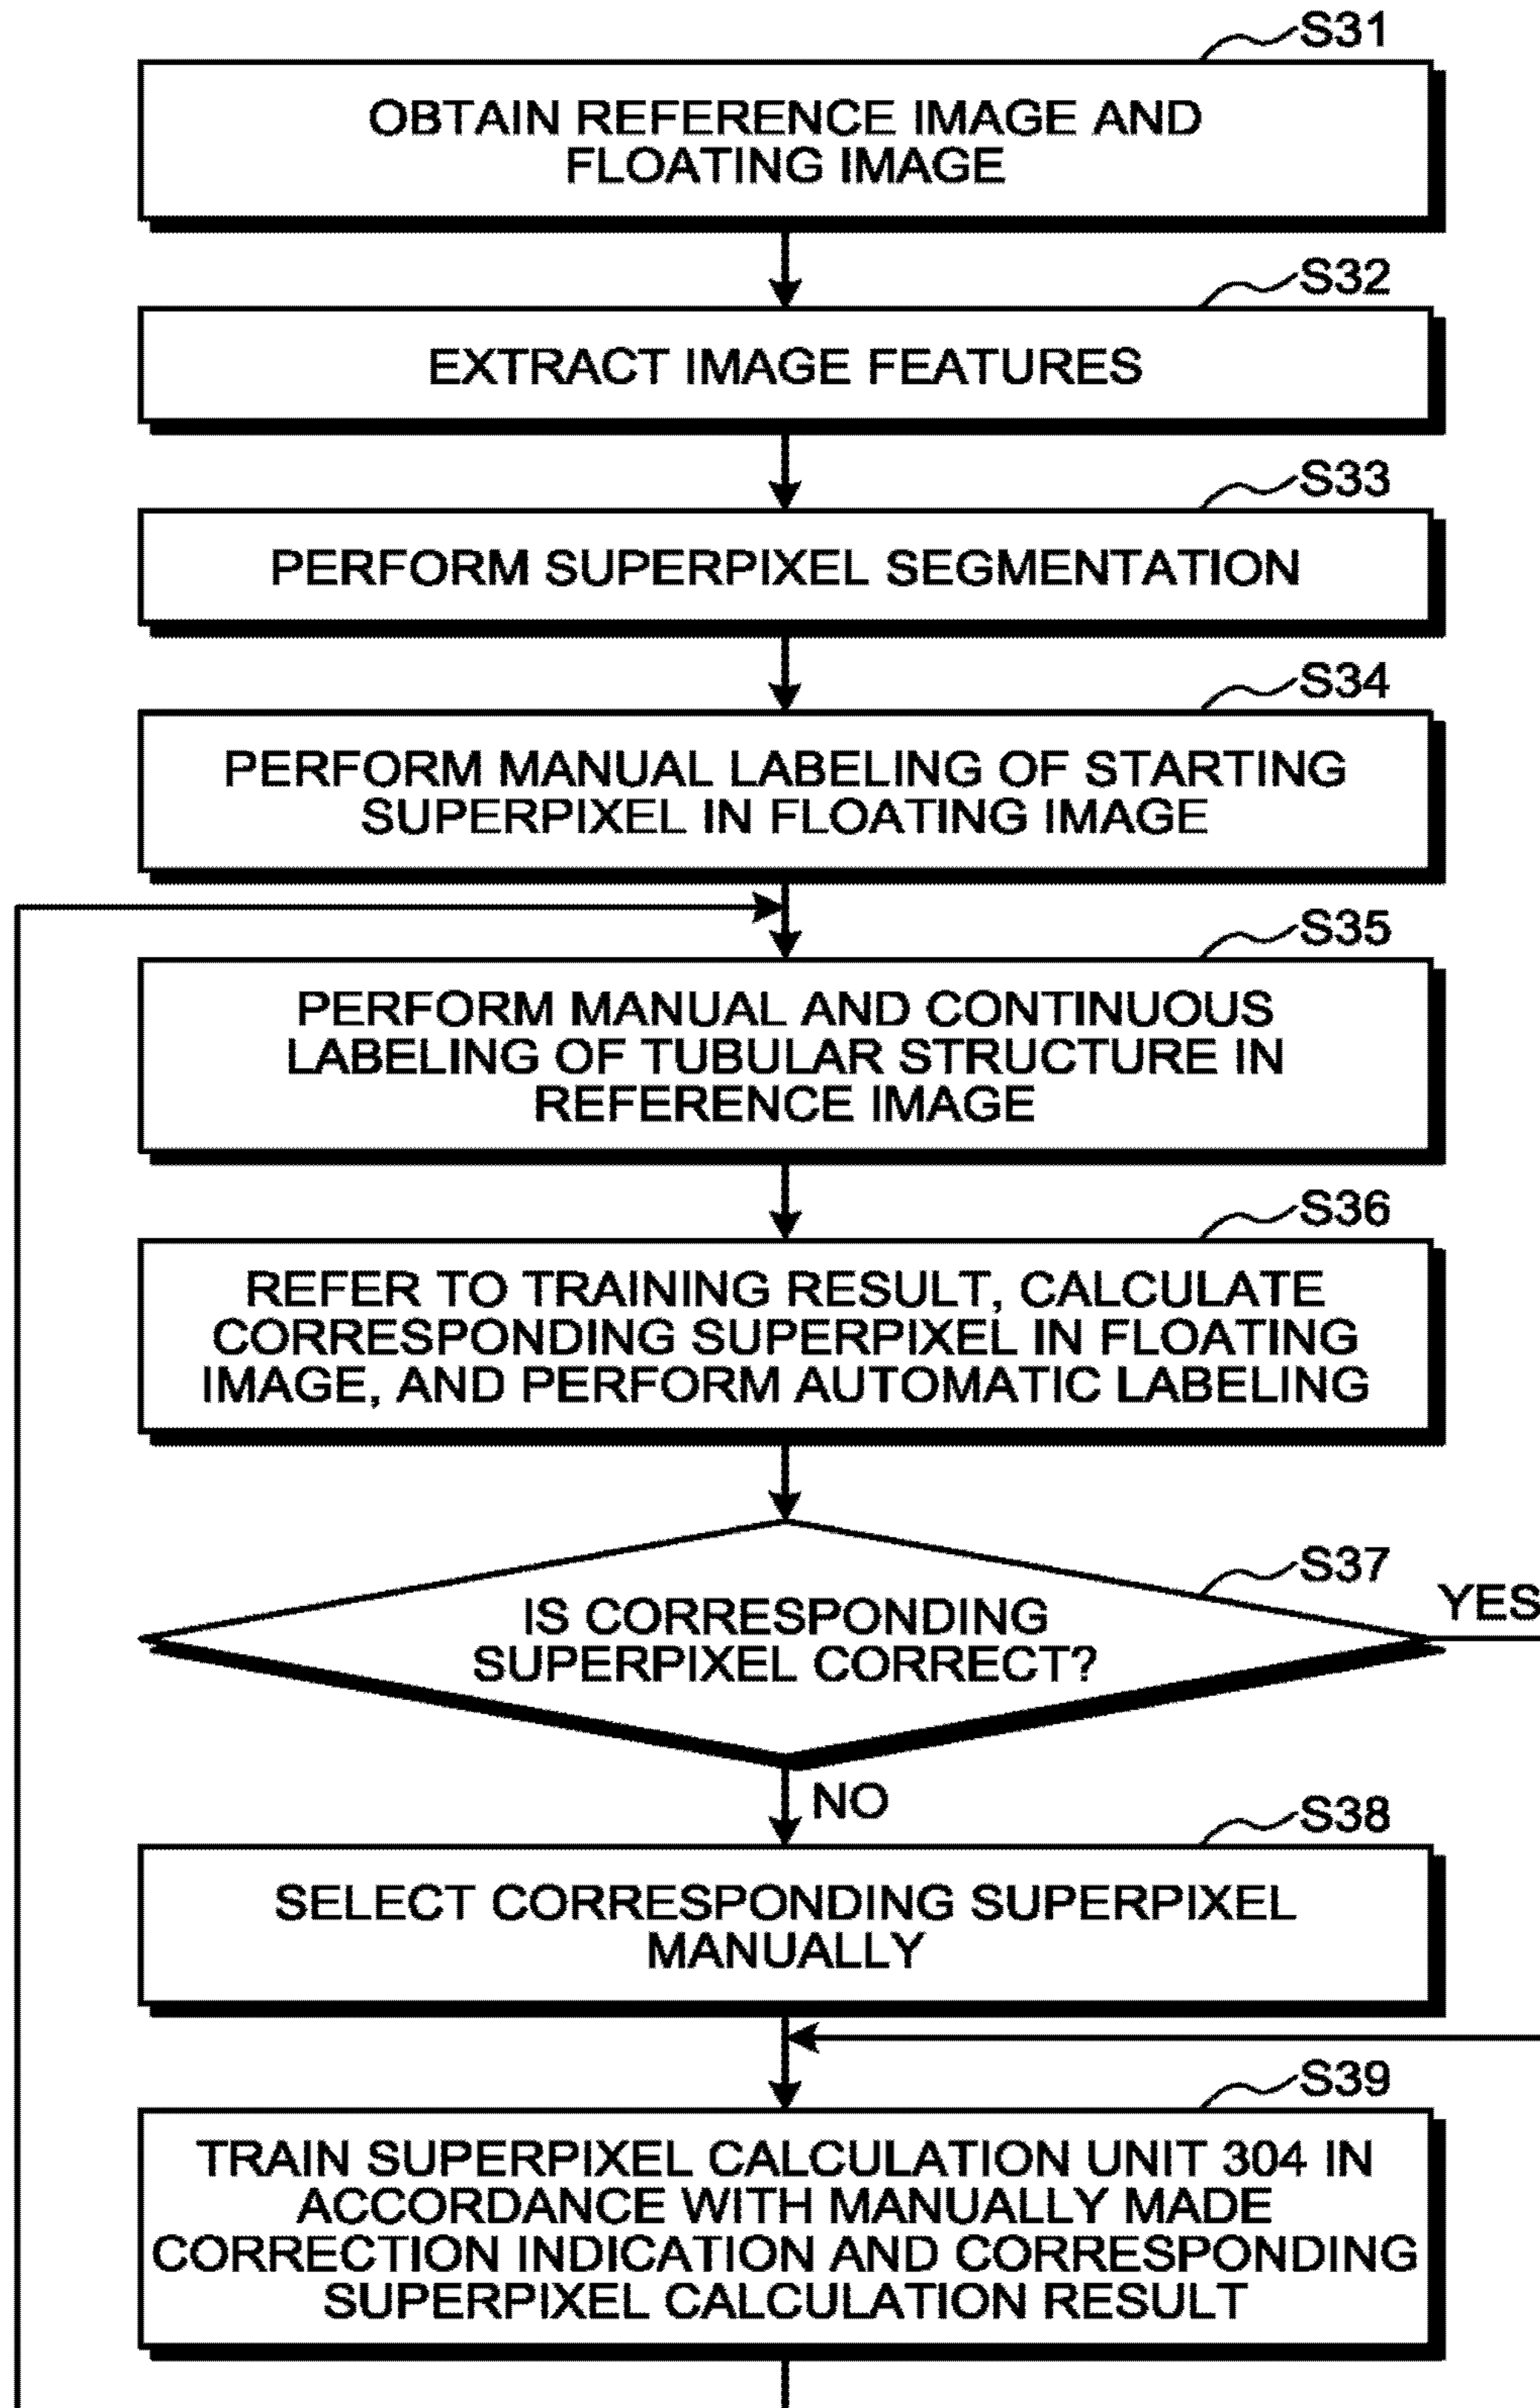 S31
OBTAIN REFERENCE IMAGE AND
FLOATING IMAGE
S32
EXTRACT IMAGE FEATURES
S33
PERFORM SUPERPIXEL SEGMENTATION
S34
PERFORM MANUAL LABELING OF STARTING
SUPERPIXEL IN FLOATING IMAGE
S35
PERFORM MANUAL AND CONTINUOUS
LABELING OF TUBULAR STRUCTURE IN
REFERENCE IMAGE
S36
REFER TO TRAINING RESULT, CALCULATE
CORRESPONDING SUPERPIXEL IN FLOATING
IMAGE, AND PERFORM AUTOMATIC LABELING
S37
YES
IS CORRESPONDING
SUPERPIXEL CORRECT?
NO
S38
SELECT CORRESPONDING SUPERPIXEL
MANUALLY
S39
TRAIN SUPERPIXEL CALCULATION UNIT 304 IN
ACCORDANCE WITH MANUALLY MADE
CORRECTION INDICATION AND CORRESPONDING
SUPERPIXEL CALCULATION RESULT